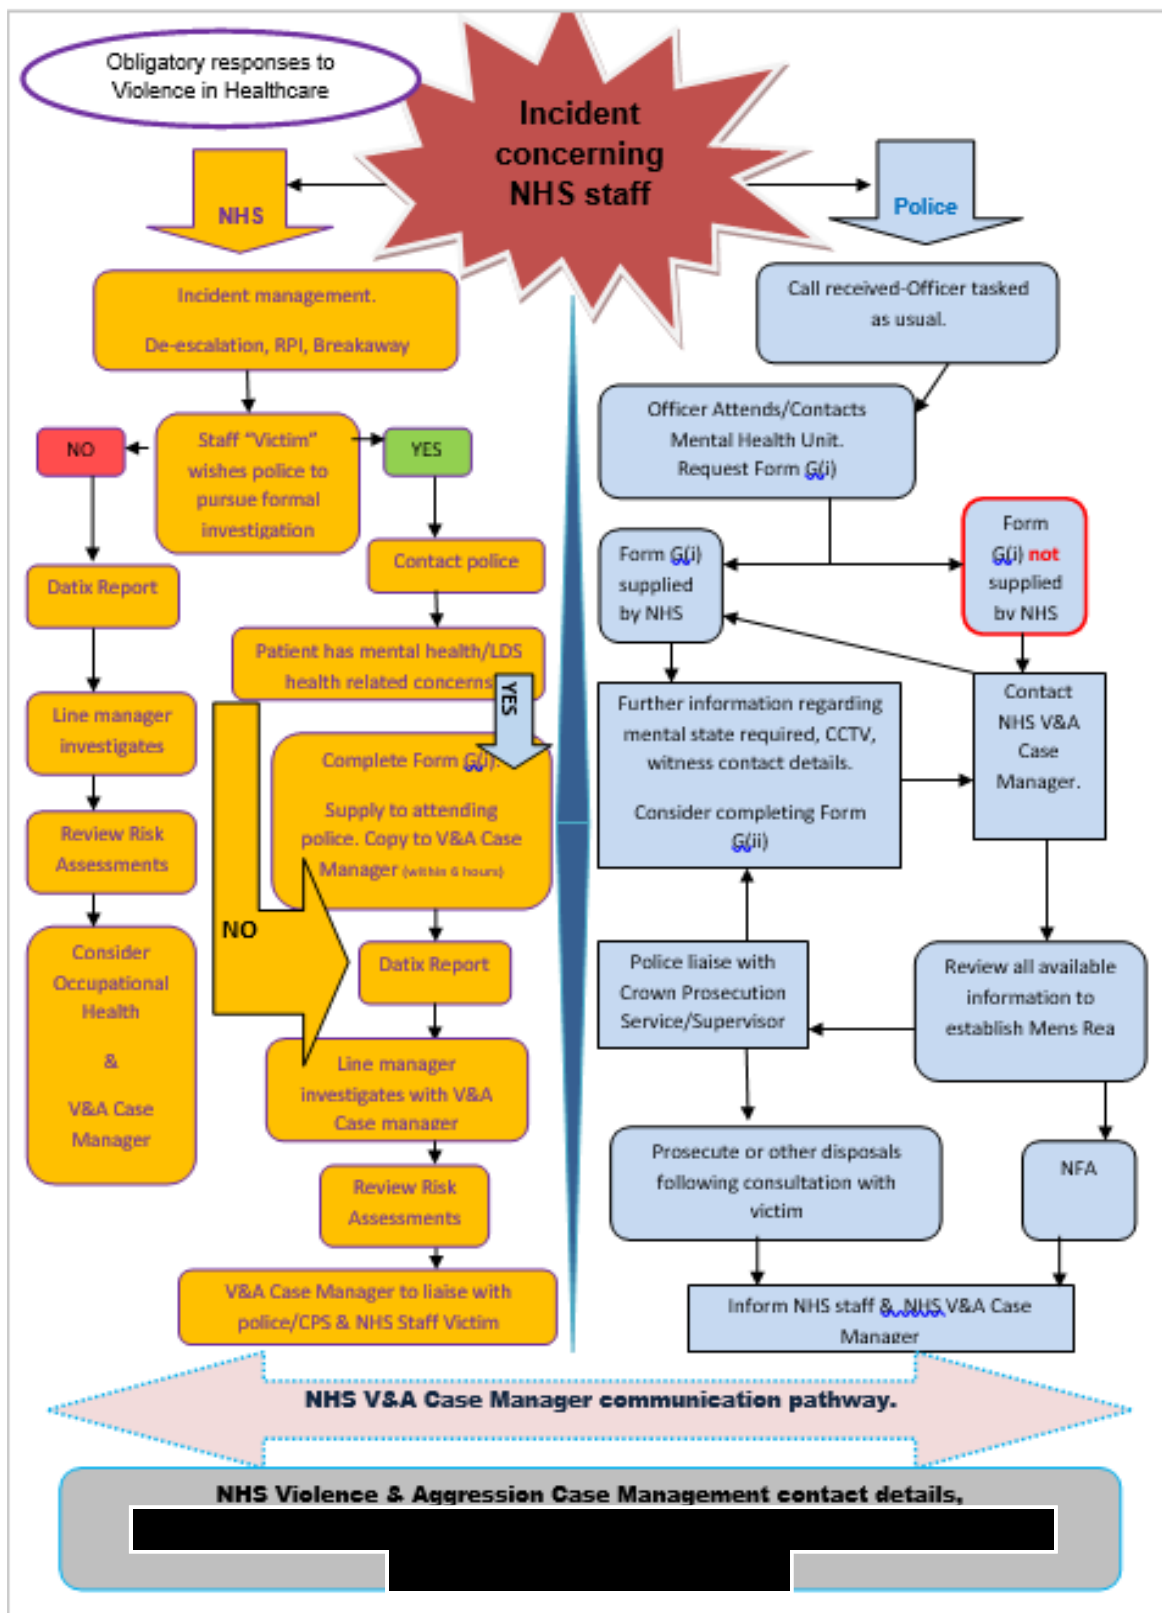 Obligatory responses to
Violence in Healthcare
Incident
concerning
NHS staff
NHS
Police
Incident management.
De-escalation, RPI, Breakaway
Staff "Victim"
wishes police to
pursue formal
investigation
NO
YES
Datix Report
Contact police
Patient has mental health/LDS
health related concerns
YES
Line manager
investigates
Complete Form G(i).
Supply to attending
police. Copy to V&A Case
Manager (within 6 hours)
Review Risk
Assessments
NO
Consider
Occupational
Health
&
V&A Case
Manager
Datix Report
Line manager
investigates with V&A
Case manager
Review Risk
Assessments
V&A Case Manager to liaise with
police/CPS & NHS Staff Victim
Call received-Officer tasked
as usual.
Officer Attends/Contacts
Mental Health Unit.
Request Form G(i)
Form G(i)
supplied
by NHS
Form
G(i) not
supplied
by NHS
Further information regarding
mental state required, CCTV,
witness contact details.
Consider completing Form
G(ii)
Contact
NHS V&A
Case
Manager.
Police liaise with
Crown Prosecution
Service/Supervisor
Review all available
information to
establish Mens Rea
Prosecute or other disposals
following consultation with
victim
NFA
Inform NHS staff & NHS V&A Case
Manager
NHS V&A Case Manager communication pathway.
NHS Violence & Aggression Case Management contact details,